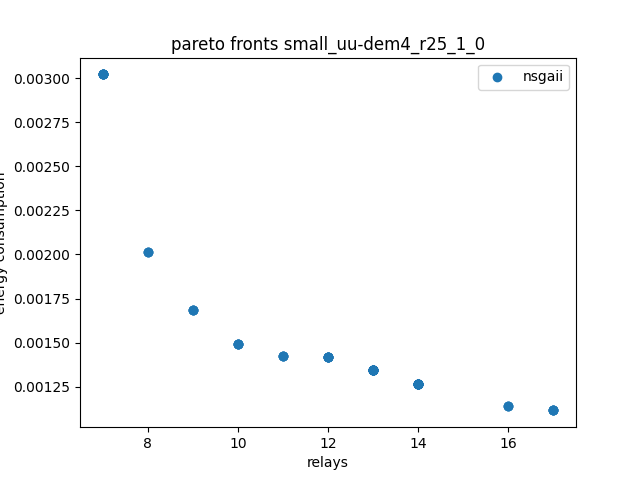 pareto fronts small_uu-dem4_r25_1_0
nsgaii
0.00300
0.00275
0.00250
0.00225
0.00200
0.00175
0.00150
0.00125
energy consumption
8 10 12 14 16
relays